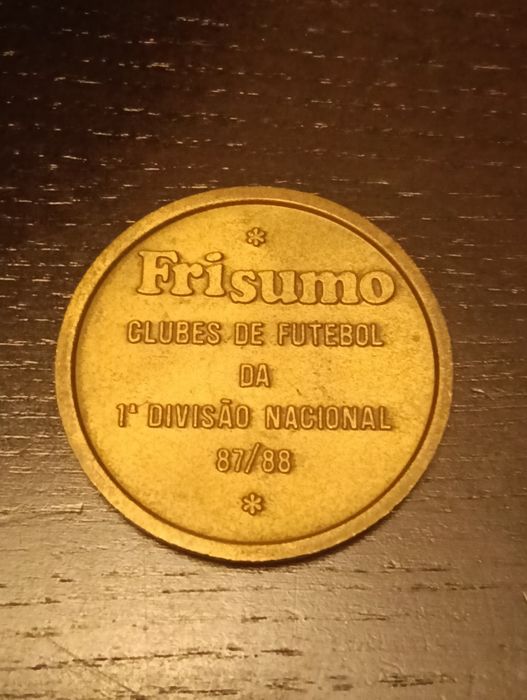 Frisumo
CLUBES DE FUTEBOL
DA
1ª DIVISÃO NACIONAL
87/88